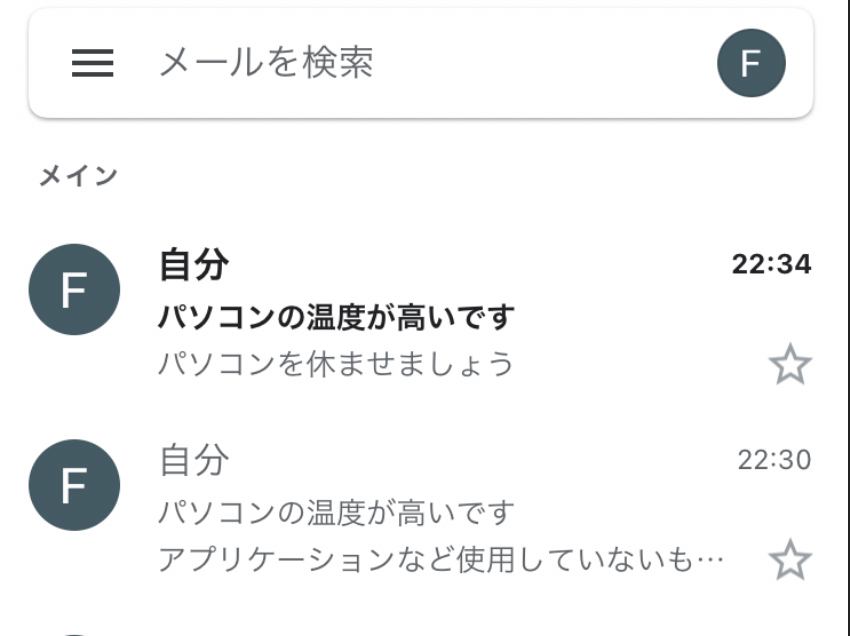 メールを検索
F
メイン
F
自分
22:34
パソコンの温度が高いです
パソコンを休ませましょう
F
自分
22:30
パソコンの温度が高いです
アプリケーションなど使用していないも…